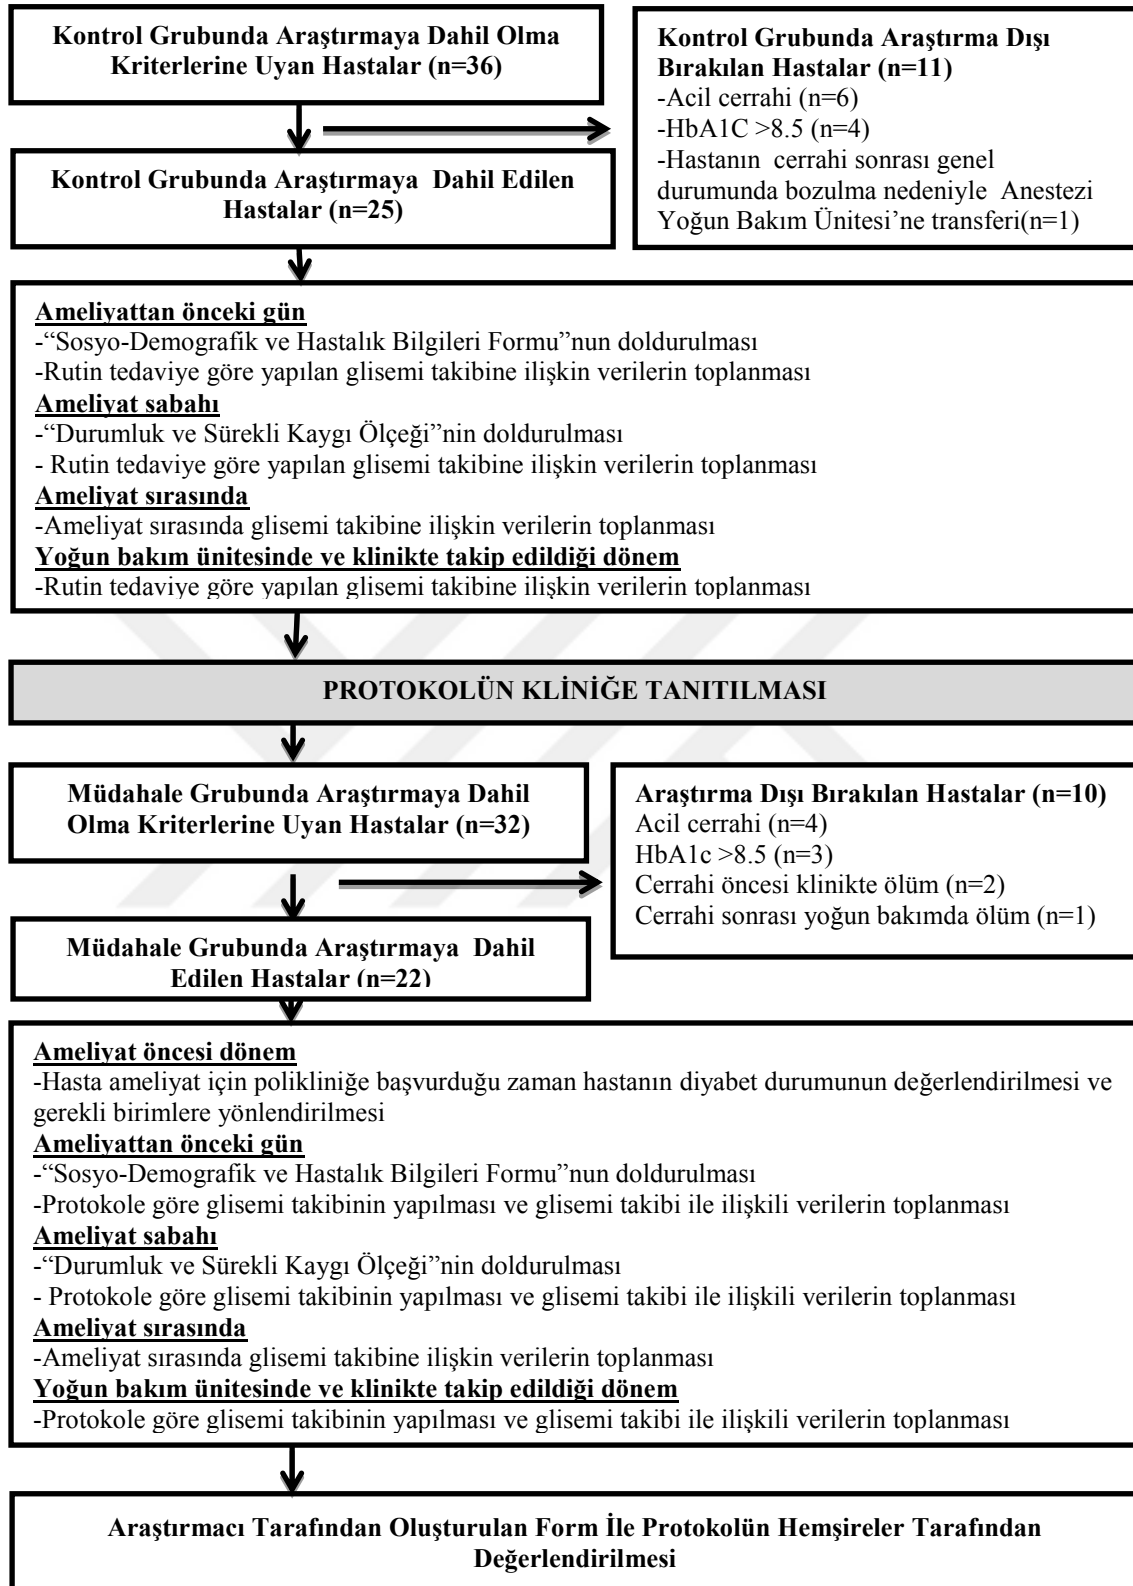 Kontrol Grubunda Araştırmaya Dahil Olma
Kriterlerine Uyan Hastalar (n=36)
Kontrol Grubunda Araştırma Dışı
Bırakılan Hastalar (n=11)
-Acil cerrahi (n=6)
-HbA1C >8.5 (n=4)
-Hastanın cerrahi sonrası genel
durumunda bozulma nedeniyle Anestezi
Yoğun Bakım Ünitesi’ne transferi(n=1)
Kontrol Grubunda Araştırmaya Dahil Edilen
Hastalar (n=25)
Ameliyattan önceki gün
-“Sosyo-Demografik ve Hastalık Bilgileri Formu”nun doldurulması
-Rutin tedaviye göre yapılan glisemi takibine ilişkin verilerin toplanması
Ameliyat sabahı
-“Durumluk ve Sürekli Kaygı Ölçeği”nin doldurulması
- Rutin tedaviye göre yapılan glisemi takibine ilişkin verilerin toplanması
Ameliyat sırasında
-Ameliyat sırasında glisemi takibine ilişkin verilerin toplanması
Yoğun bakım ünitesinde ve klinikte takip edildiği dönem
-Rutin tedaviye göre yapılan glisemi takibine ilişkin verilerin toplanması
PROTOKOLÜN KLİNİĞE TANITILMASI
Müdahale Grubunda Araştırmaya Dahil
Olma Kriterlerine Uyan Hastalar (n=32)
Araştırma Dışı Bırakılan Hastalar (n=10)
Acil cerrahi (n=4)
HbA1c >8.5 (n=3)
Cerrahi öncesi klinikte ölüm (n=2)
Cerrahi sonrası yoğun bakımda ölüm (n=1)
Müdahale Grubunda Araştırmaya Dahil
Edilen Hastalar (n=22)
Ameliyat öncesi dönem
-Hasta ameliyat için polikliniğe başvurduğu zaman hastanın diyabet durumunun değerlendirilmesi ve
gerekli birimlere yönlendirilmesi
Ameliyattan önceki gün
-“Sosyo-Demografik ve Hastalık Bilgileri Formu”nun doldurulması
-Protokole göre glisemi takibinin yapılması ve glisemi takibi ile ilişkili verilerin toplanması
Ameliyat sabahı
-“Durumluk ve Sürekli Kaygı Ölçeği”nin doldurulması
- Protokole göre glisemi takibinin yapılması ve glisemi takibi ile ilişkili verilerin toplanması
Ameliyat sırasında
-Ameliyat sırasında glisemi takibine ilişkin verilerin toplanması
Yoğun bakım ünitesinde ve klinikte takip edildiği dönem
-Protokole göre glisemi takibinin yapılması ve glisemi takibi ile ilişkili verilerin toplanması
Araştırmacı Tarafından Oluşturulan Form İle Protokolün Hemşireler Tarafından
Değerlendirilmesi